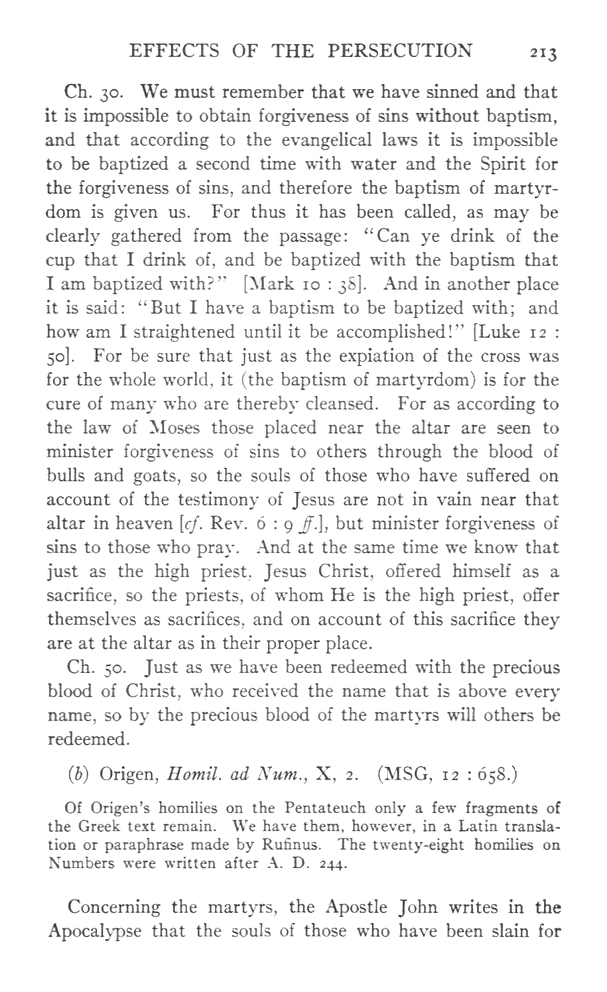 EFFECTS OF THE PERSECUTION 213
Ch. 30. We must remember that we have sinned and that
it is impossible to obtain forgiveness of sins without baptism,
and that according to the evangelical laws it is impossible
to be baptized a second time with water and the Spirit for
the forgiveness of sins, and therefore the baptism of martyr-
dom is given us. For thus it has been called, as may be
clearly gathered from the passage: "Can ye drink of the
cup that I drink of, and be baptized with the baptism that
I am baptized with?" [Mark 10 : 38]. And in another place
it is said: "But I have a baptism to be baptized with; and
how am I straightened until it be accomplished!" [Luke 12 :
50]. For be sure that just as the expiation of the cross was
for the whole world, it (the baptism of martyrdom) is for the
cure of many who are thereby cleansed. For as according to
the law of Moses those placed near the altar are seen to
minister forgiveness of sins to others through the blood of
bulls and goats, so the souls of those who have suffered on
account of the testimony of Jesus are not in vain near that
altar in heaven [cf. Rev. 6 : 9 ff.], but minister forgiveness of
sins to those who pray. And at the same time we know that
just as the high priest, Jesus Christ, offered himself as a
sacrifice, so the priests, of whom He is the high priest, offer
themselves as sacrifices, and on account of this sacrifice they
are at the altar as in their proper place.
Ch. 50. Just as we have been redeemed with the precious
blood of Christ, who received the name that is above every
name, so by the precious blood of the martyrs will others be
redeemed.
(b) Origen, Homil. ad Num., X, 2. (MSG, 12 : 658.)
Of Origen's homilies on the Pentateuch only a few fragments of
the Greek text remain. We have them, however, in a Latin transla-
tion or paraphrase made by Rufinus. The twenty-eight homilies on
Numbers were written after A. D. 244.
Concerning the martyrs, the Apostle John writes in the
Apocalypse that the souls of those who have been slain for